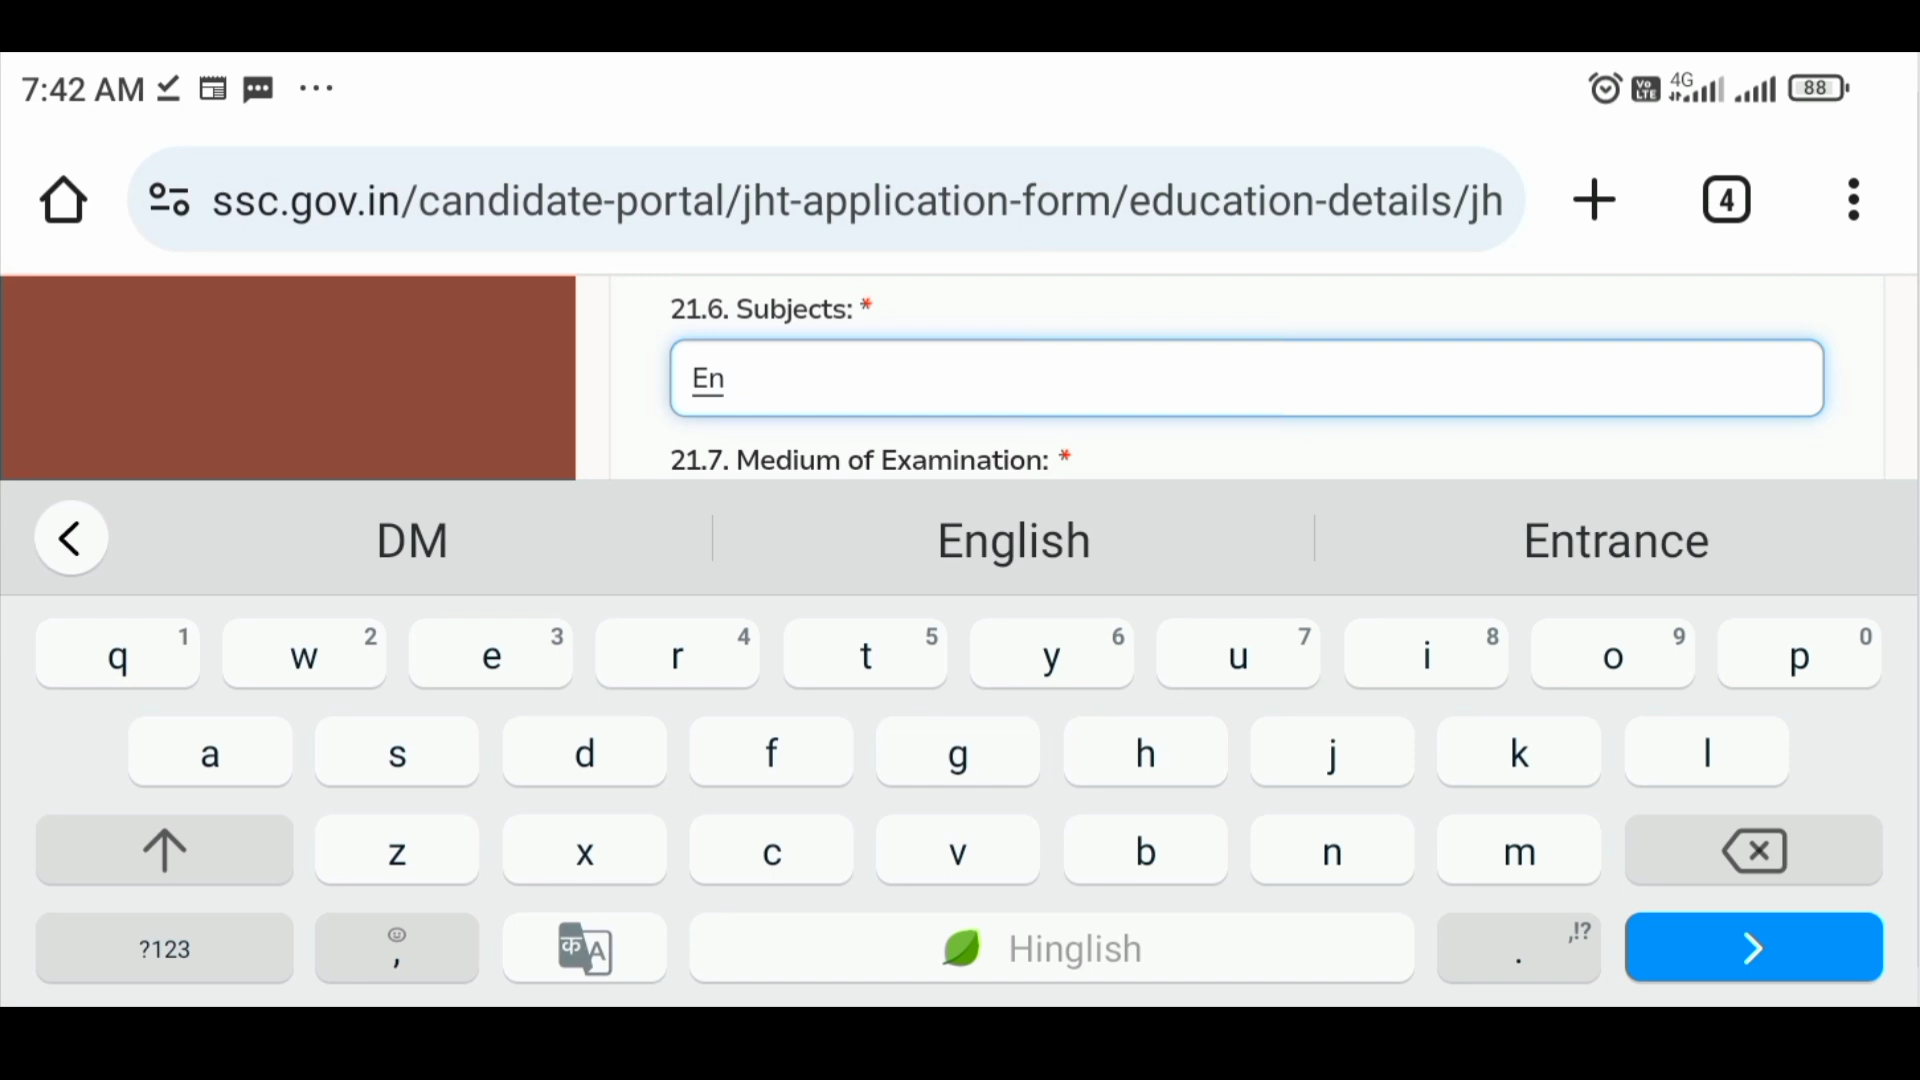 7:42 AM
Vo LTE 4G 88
ssc.gov.in/candidate-portal/jht-application-form/education-details/jh
4
21.6. Subjects: *
En
21.7. Medium of Examination: *
DM English Entrance
q 1 w 2 e 3 r 4 t 5 y 6 u 7 i 8 o 9 p 0
a s d f g h j k l
z x c v b n m
?123 , क A Hinglish . ,!?